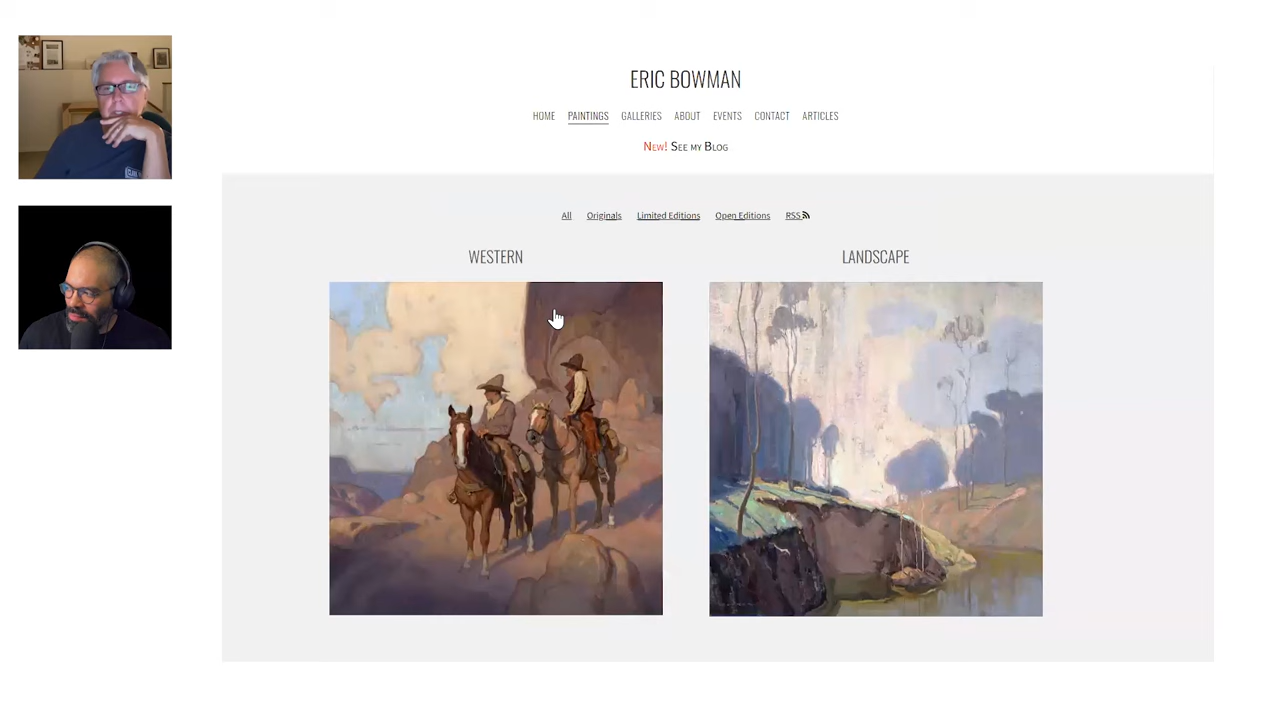 ERIC BOWMAN
HOME PAINTINGS GALLERIES ABOUT EVENTS CONTACT ARTICLES
New! See my Blog
All Originals Limited Editions Open Editions RSS
WESTERN LANDSCAPE